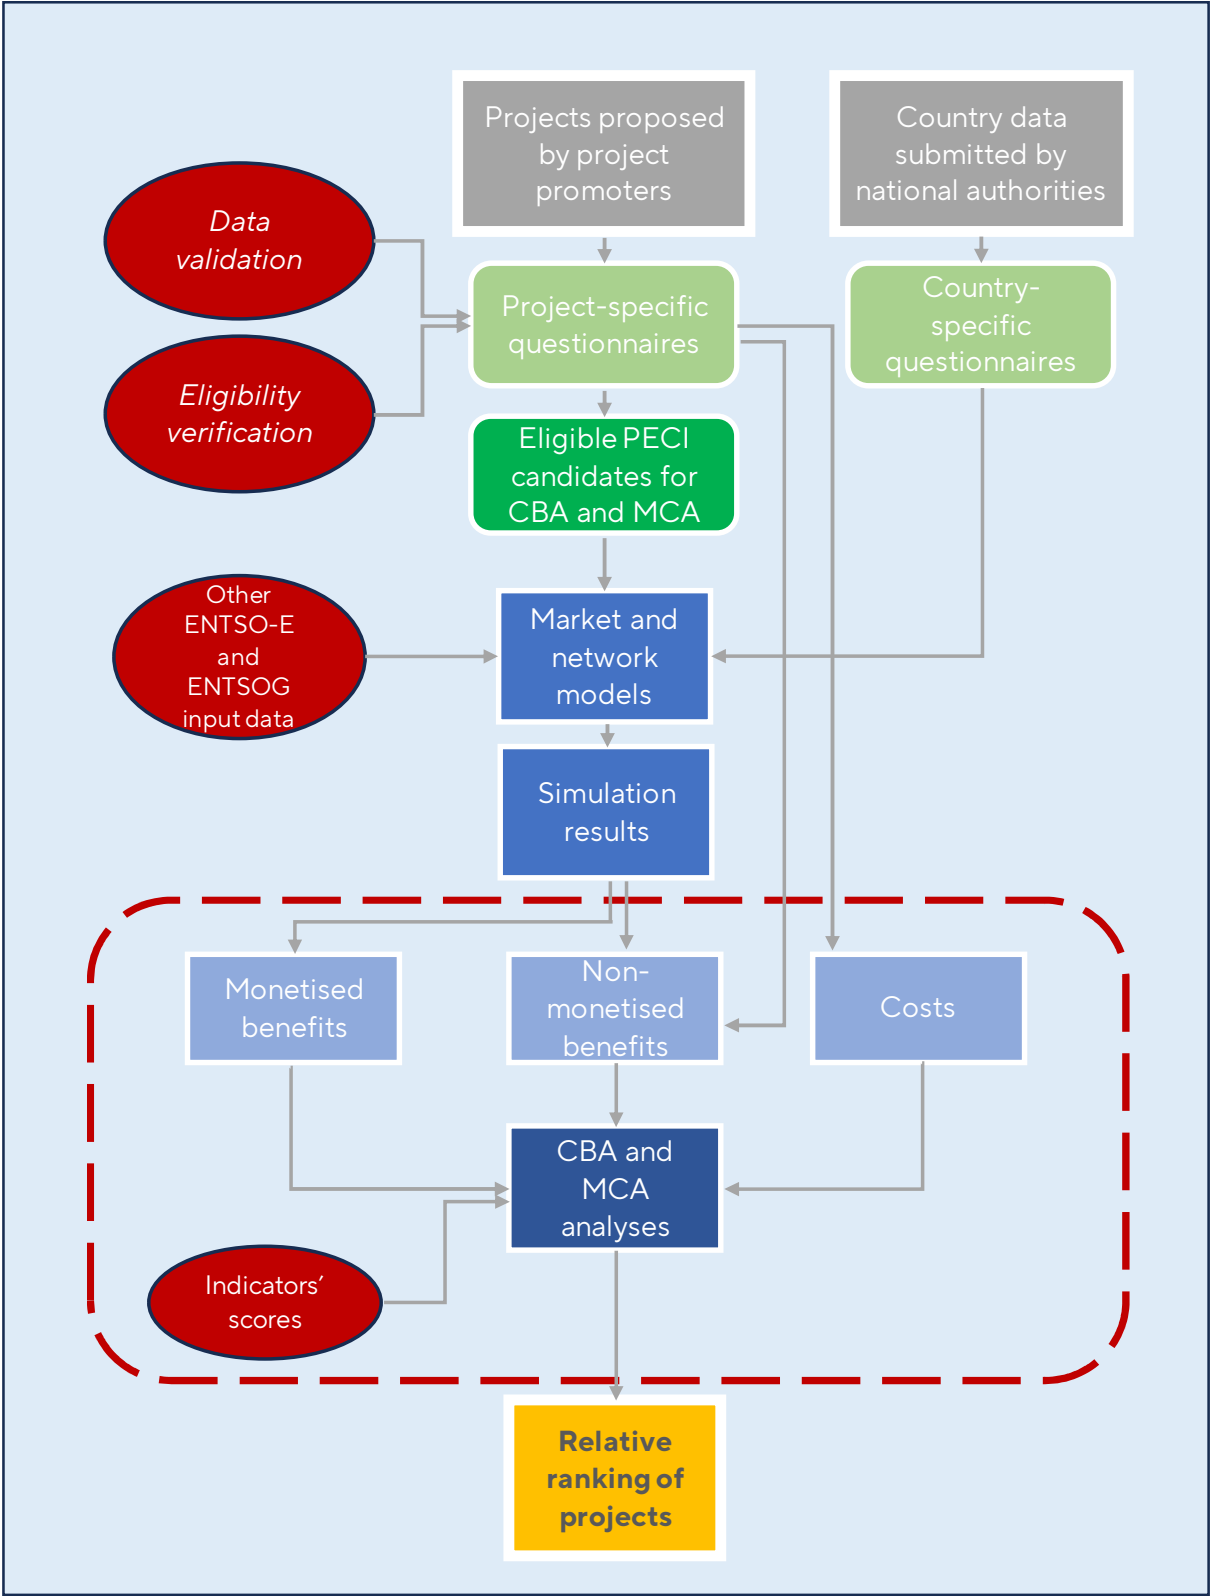 Projects proposed
by project
promoters
Country data
submitted by
national authorities
Data
validation
Project-specific
questionnaires
Country-
specific
questionnaires
Eligibility
verification
Eligible PECI
candidates for
CBA and MCA
Other
ENTSO-E
and
ENTSOG
input data
Market and
network
models
Simulation
results
Monetised
benefits
Non-
monetised
benefits
Costs
CBA and
MCA
analyses
Indicators’
scores
Relative
ranking of
projects